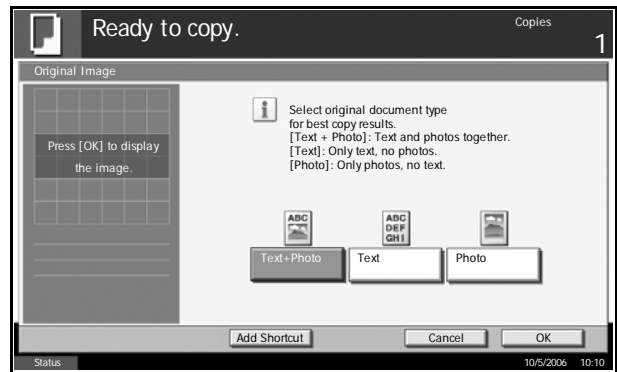 Ready to copy.
Copies
1
Original Image
Press [OK] to display
the image.
i
Select original document type
for best copy results.
[Text + Photo]: Text and photos together.
[Text]: Only text, no photos.
[Photo]: Only photos, no text.
ABC
ABC
DEF
GHI
Text+Photo
Text
Photo
Add Shortcut
Cancel
OK
Status
10/5/2006 10:10